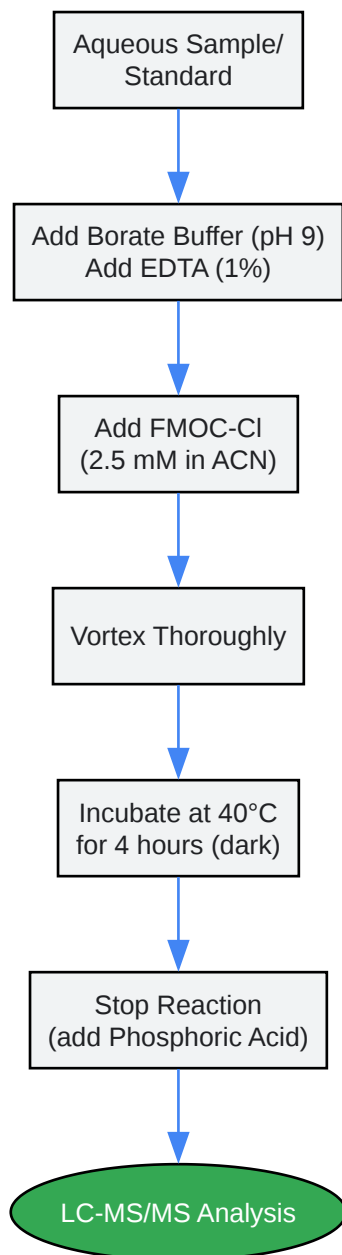 Aqueous Sample/
Standard
Add Borate Buffer (pH 9)
Add EDTA (1%)
Add FMOC-Cl
(2.5 mM in ACN)
Vortex Thoroughly
Incubate at 40°C
for 4 hours (dark)
Stop Reaction
(add Phosphoric Acid)
LC-MS/MS Analysis